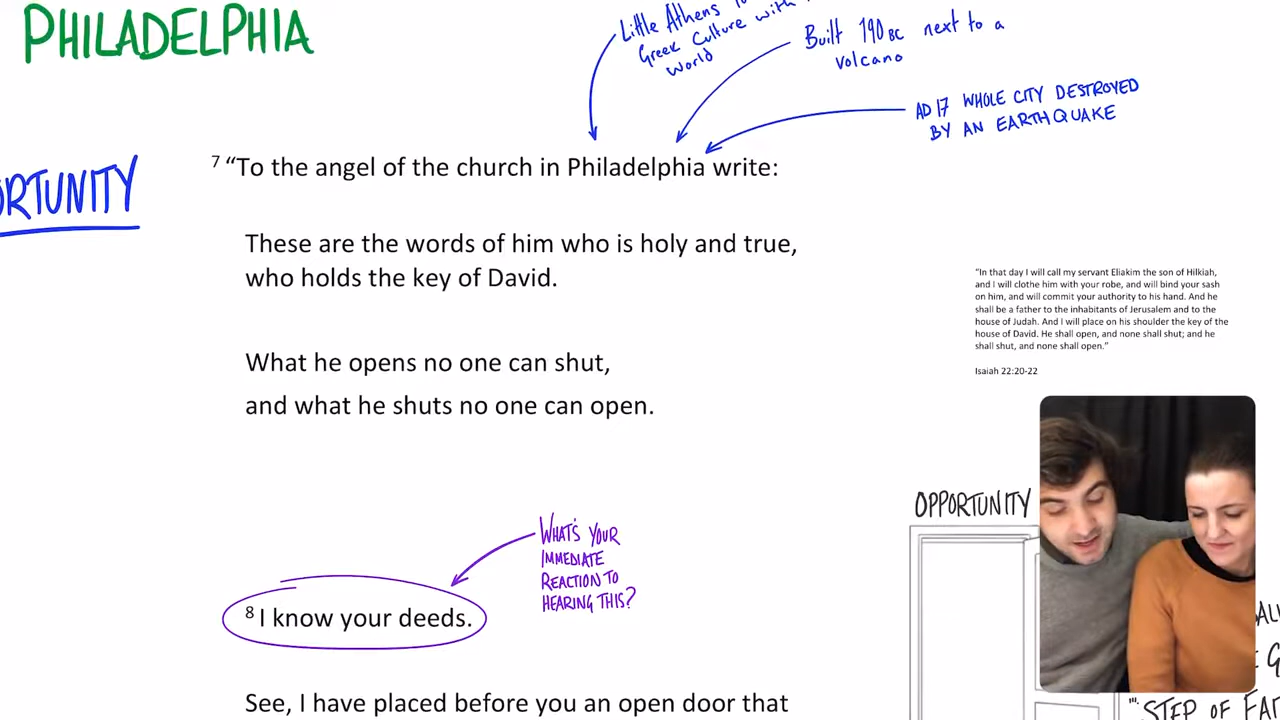 PHILADELPHIA
Little Athens
Greek Culture with
World
Built 190 BC next to a
volcano
AD 17 WHOLE CITY DESTROYED
BY AN EARTHQUAKE
ORTUNITY
7 “To the angel of the church in Philadelphia write:
These are the words of him who is holy and true,
who holds the key of David.
What he opens no one can shut,
and what he shuts no one can open.
“In that day I will call my servant Eliakim the son of Hilkiah,
and I will clothe him with your robe, and will bind your sash
on him, and will commit your authority to his hand. And he
shall be a father to the inhabitants of Jerusalem and to the
house of Judah. And I will place on his shoulder the key of the
house of David. He shall open, and none shall shut; and he
shall shut, and none shall open.”
Isaiah 22:20-22
OPPORTUNITY
WHAT'S YOUR
IMMEDIATE
REACTION TO
HEARING THIS?
8 I know your deeds.
See, I have placed before you an open door that
"STEP OF